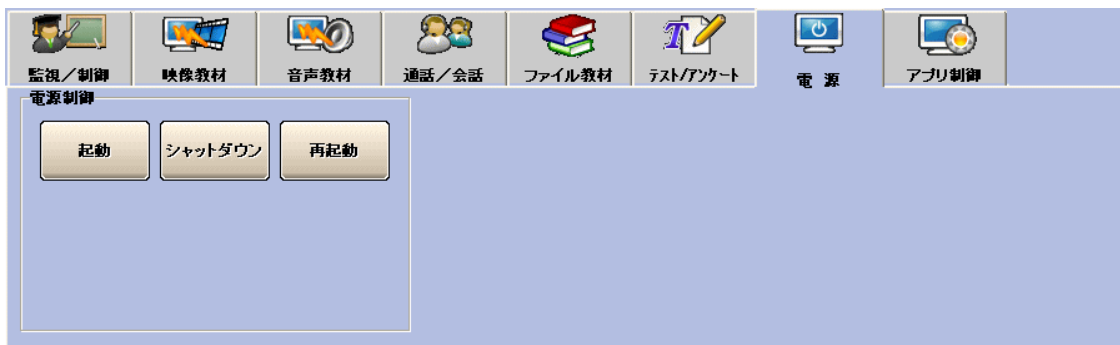 監視／制御
映像教材
音声教材
通話／会話
ファイル教材
ﾃｽﾄ/ｱﾝｹｰﾄ
電 源
アプリ制御
電源制御
起動
シャットダウン
再起動